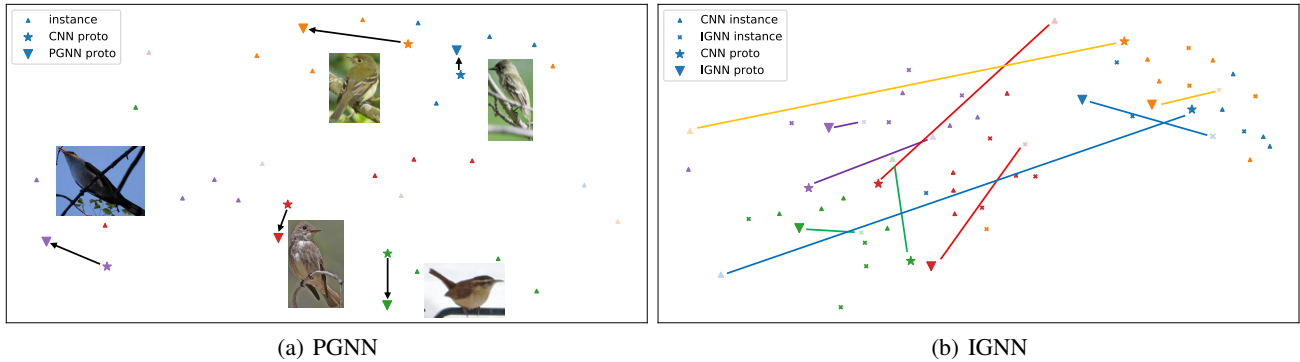 instance
CNN proto
PGNN proto
CNN instance
IGNN instance
CNN proto
IGNN proto
(a) PGNN
(b) IGNN